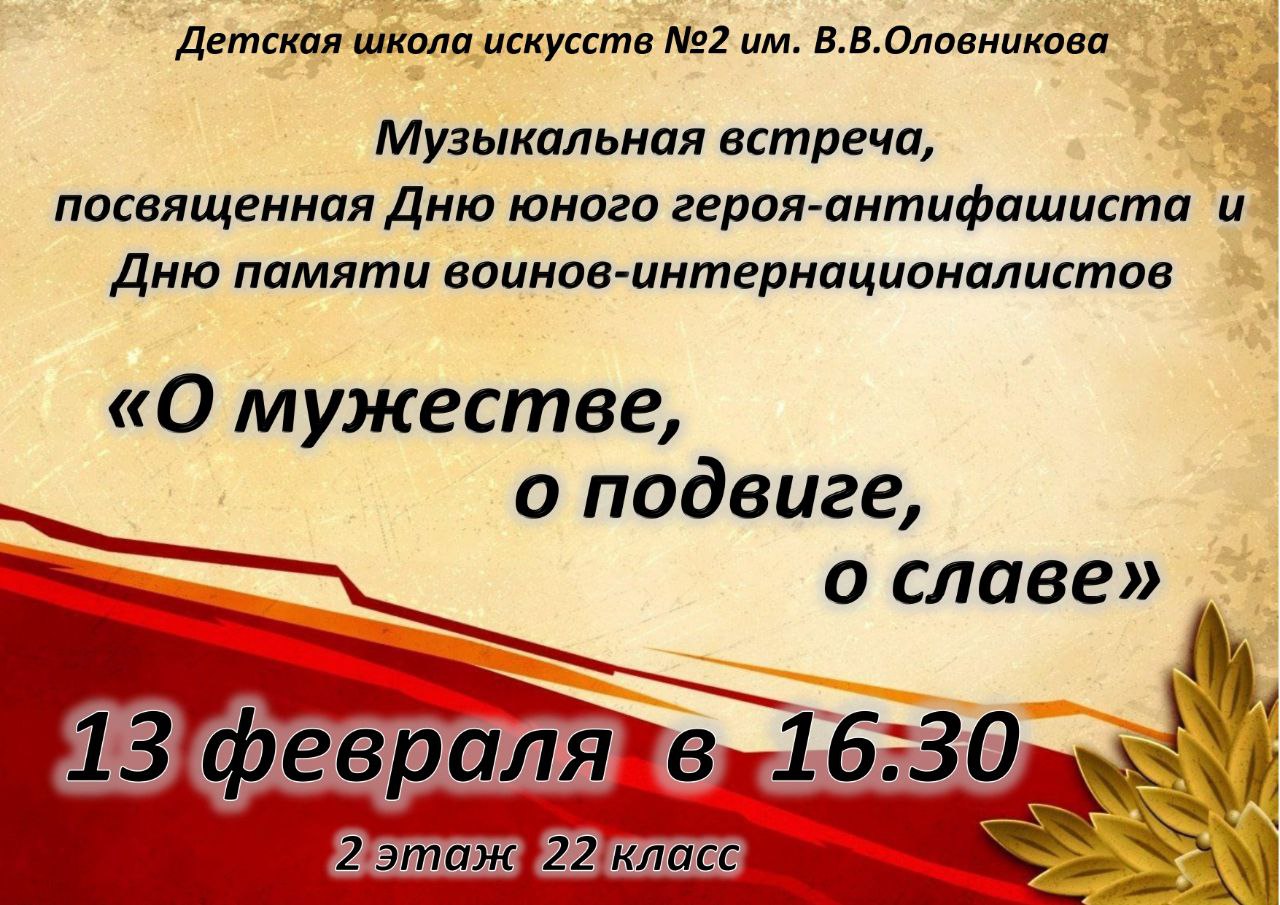 Детская школа искусств №2 им. В.В.Оловникова
Музыкальная встреча,
посвященная Дню юного героя-антифашиста и
Дню памяти воинов-интернационалистов
«О мужестве,
о подвиге,
о славе»
13 февраля в 16.30
2 этаж 22 класс